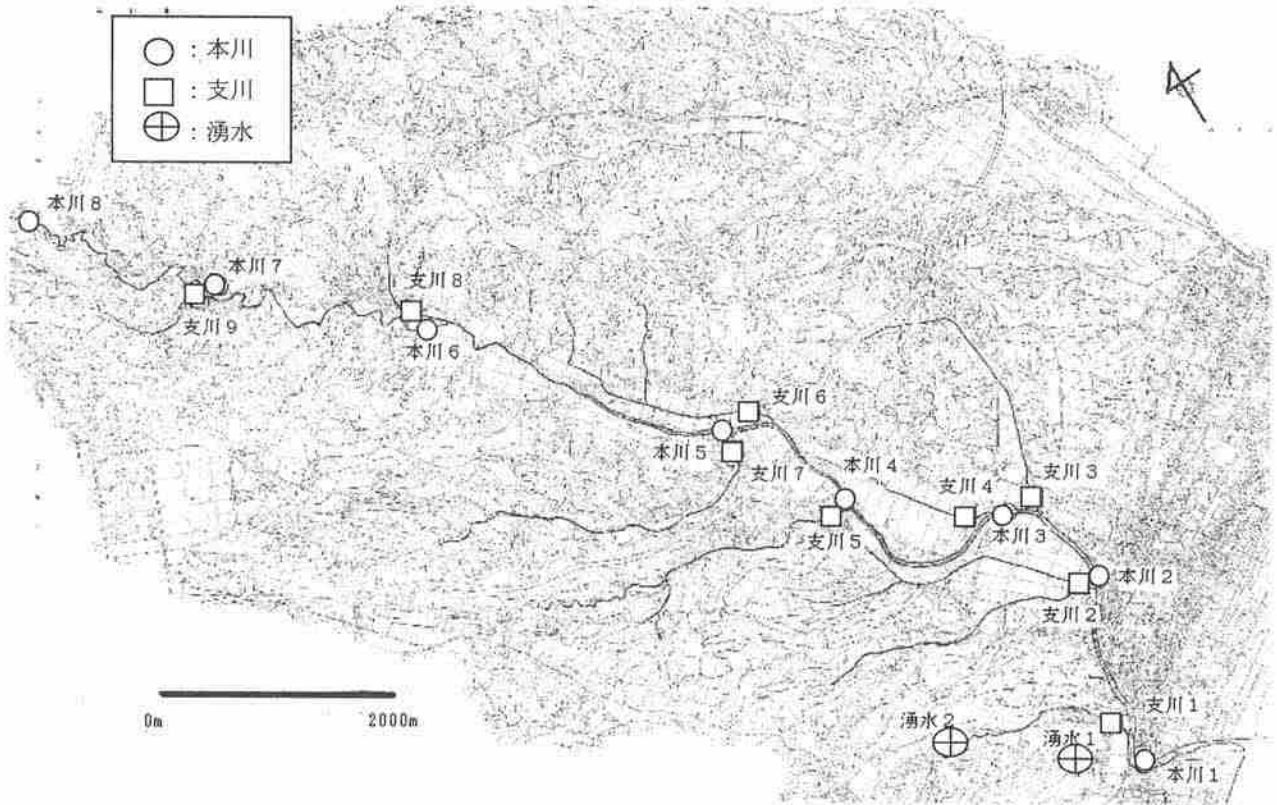 ：本川
：支川
：湧水
本川８
本川７
支川９
支川８
本川６
支川６
本川５
支川７
本川４
支川５
支川４
支川３
本川３
本川２
支川２
支川１
湧水２
湧水１
本川１
0m
2000m